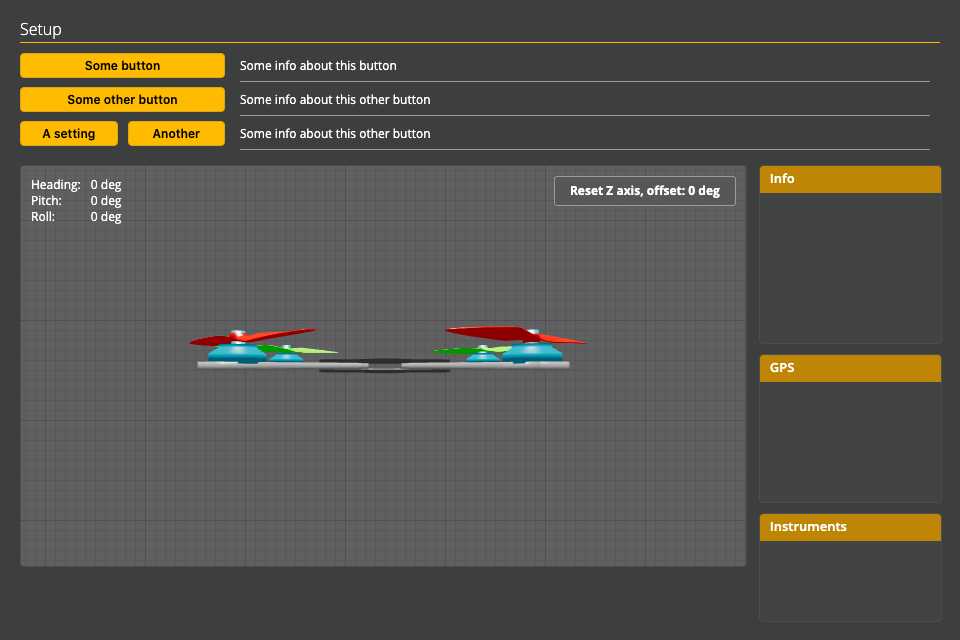 Setup
Some button
Some info about this button
Some other button
Some info about this other button
A setting
Another
Some info about this other button
Heading: 0 deg
Pitch: 0 deg
Roll: 0 deg
Reset Z axis, offset: 0 deg
Info
GPS
Instruments